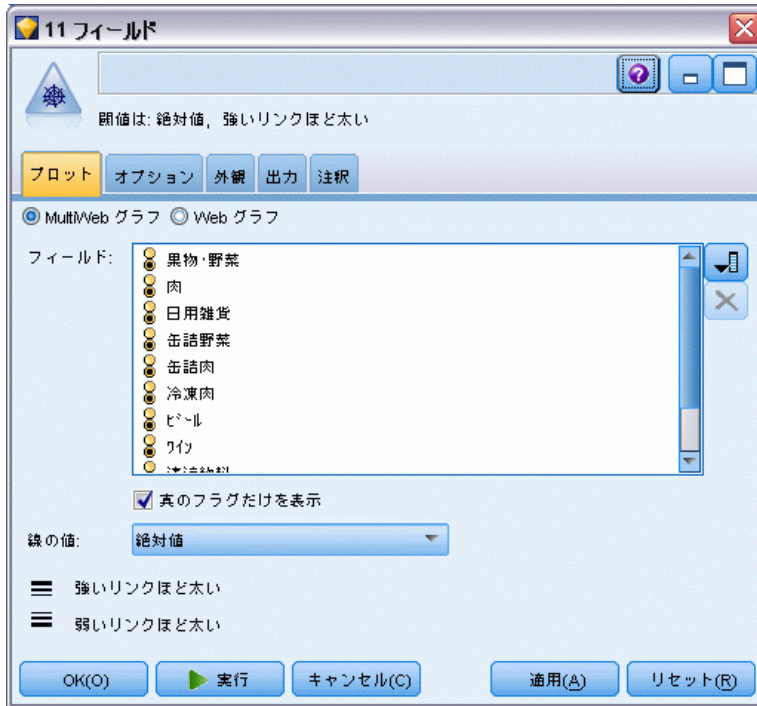 11 フィールド
閾値は: 絶対値, 強いリンクほど太い
プロット オプション 外観 出力 注釈
MultiWeb グラフ Web グラフ
フィールド:
果物・野菜
肉
日用雑貨
缶詰野菜
缶詰肉
冷凍肉
ビール
ワイン
真のフラグだけを表示
線の値: 絶対値
強いリンクほど太い
弱いリンクほど太い
OK(O) 実行 キャンセル(C) 適用(A) リセット(R)